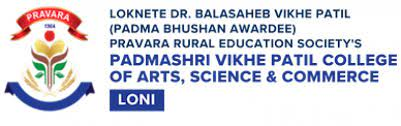 PRAVARA
1964
LOKNETE DR. BALASAHEB VIKHE PATIL
(PADMA BHUSHAN AWARDEE)
PRAVARA RURAL EDUCATION SOCIETY'S
PADMASHRI VIKHE PATIL COLLEGE
OF ARTS, SCIENCE & COMMERCE
LONI